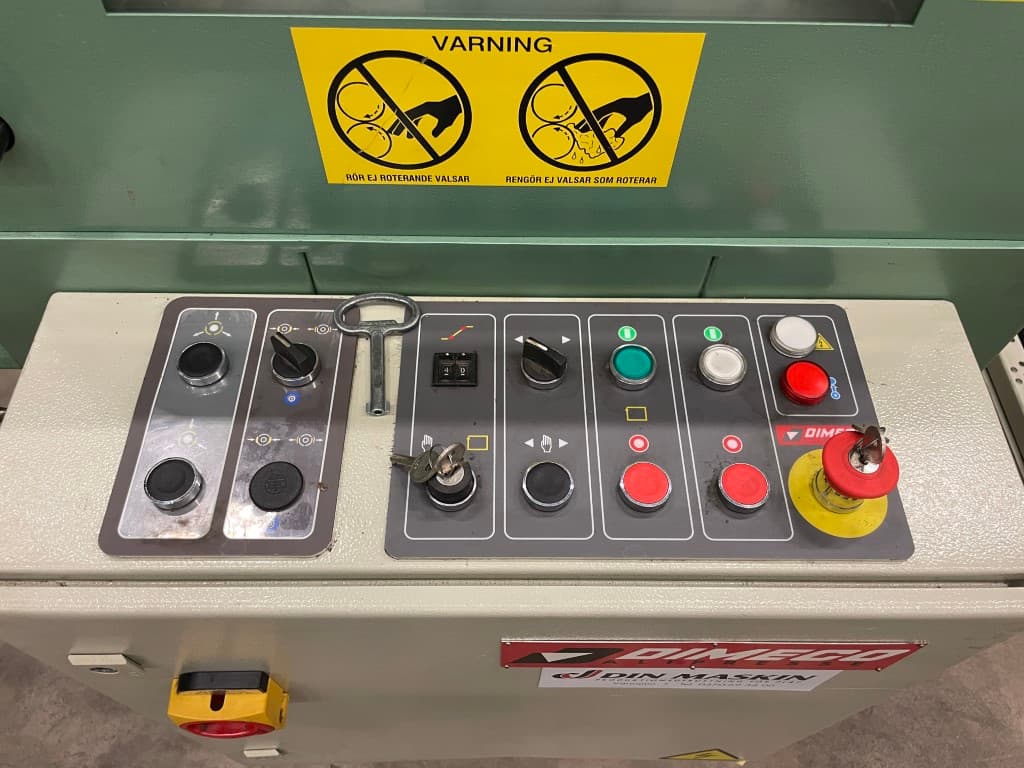 VARNING
RÖR EJ ROTERANDE VALSAR
RENGÖR EJ VALSAR SOM ROTERAR
DIMECO
DIMECO
DIN MASKIN